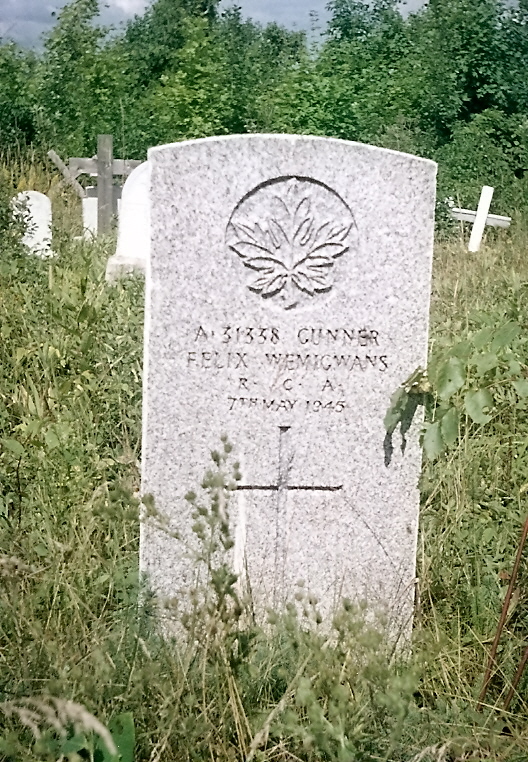 A·31338 GUNNER
FELIX WEMIGWANS
R·C·A·
7TH MAY 1945